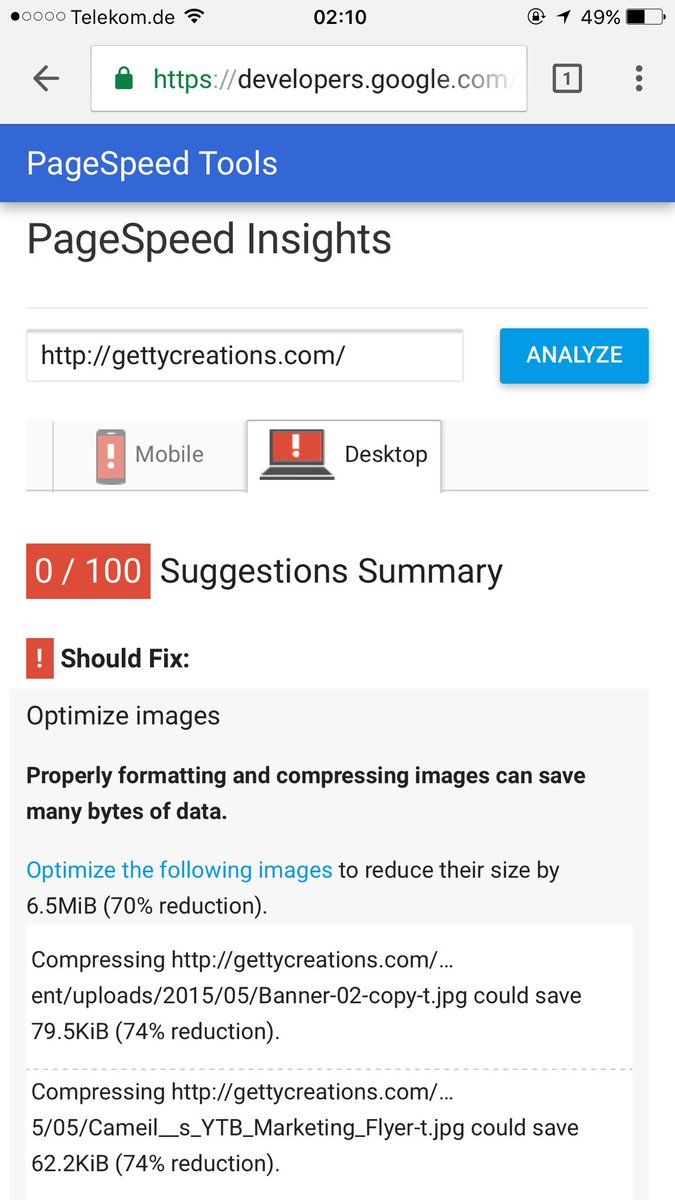 Telekom.de 02:10 49%
https://developers.google.com/ 1
PageSpeed Tools
PageSpeed Insights
http://gettycreations.com/ ANALYZE
Mobile Desktop
0 / 100 Suggestions Summary
! Should Fix:
Optimize images
Properly formatting and compressing images can save
many bytes of data.
Optimize the following images to reduce their size by
6.5MiB (70% reduction).
Compressing http://gettycreations.com/…
ent/uploads/2015/05/Banner-02-copy-t.jpg could save
79.5KiB (74% reduction).
Compressing http://gettycreations.com/…
5/05/Cameil__s_YTB_Marketing_Flyer-t.jpg could save
62.2KiB (74% reduction).